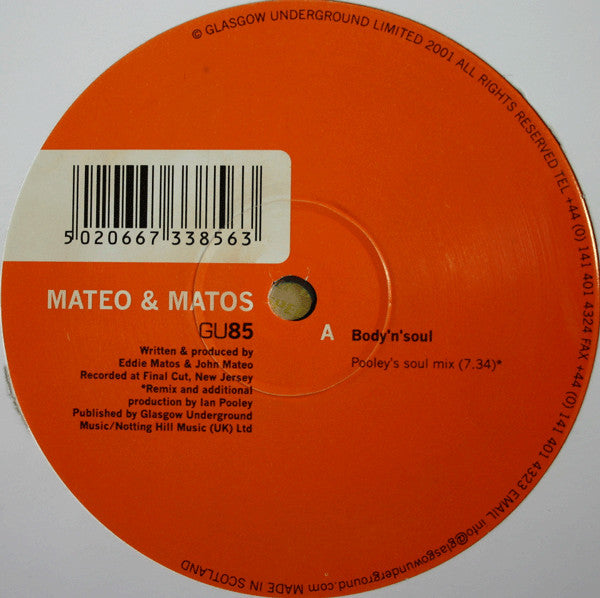 © GLASGOW UNDERGROUND LIMITED 2001 ALL RIGHTS RESERVED TEL +44 (0) 141 401 4324 FAX +44 (0) 141 401 4323 EMAIL info@glasgowunderground.com MADE IN SCOTLAND
5020667 338563
MATEO & MATOS
GU85
Written & produced by
Eddie Matos & John Mateo
Recorded at Final Cut, New Jersey
*Remix and additional
production by Ian Pooley
Published by Glasgow Underground
Music/Notting Hill Music (UK) Ltd
A Body'n'soul
Pooley's soul mix (7.34)*